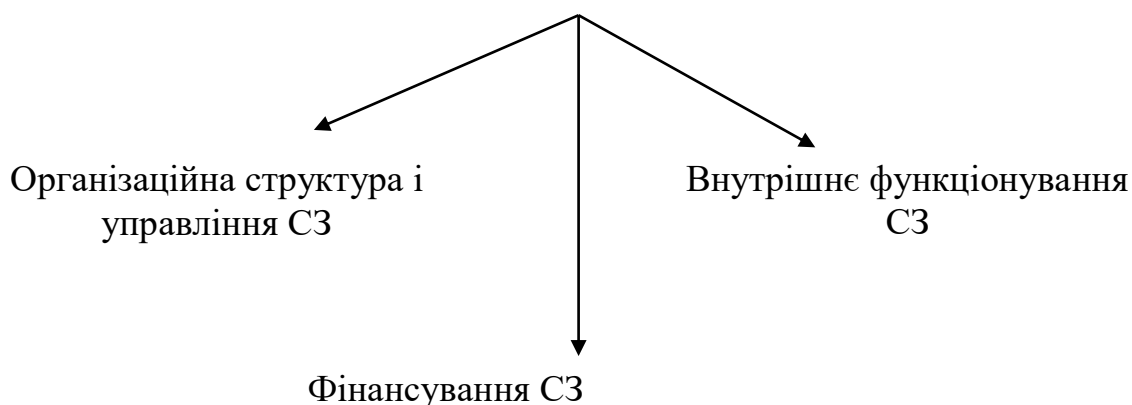 Організаційна структура і
управління СЗ
Внутрішнє функціонування
СЗ
Фінансування СЗ